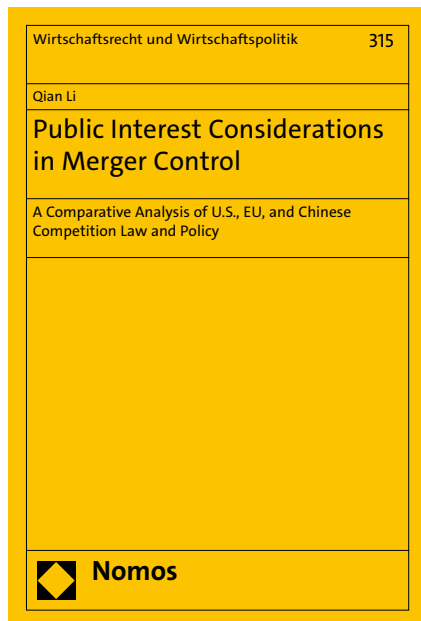 Wirtschaftsrecht und Wirtschaftspolitik 315
Qian Li
Public Interest Considerations
in Merger Control
A Comparative Analysis of U.S., EU, and Chinese
Competition Law and Policy
Nomos